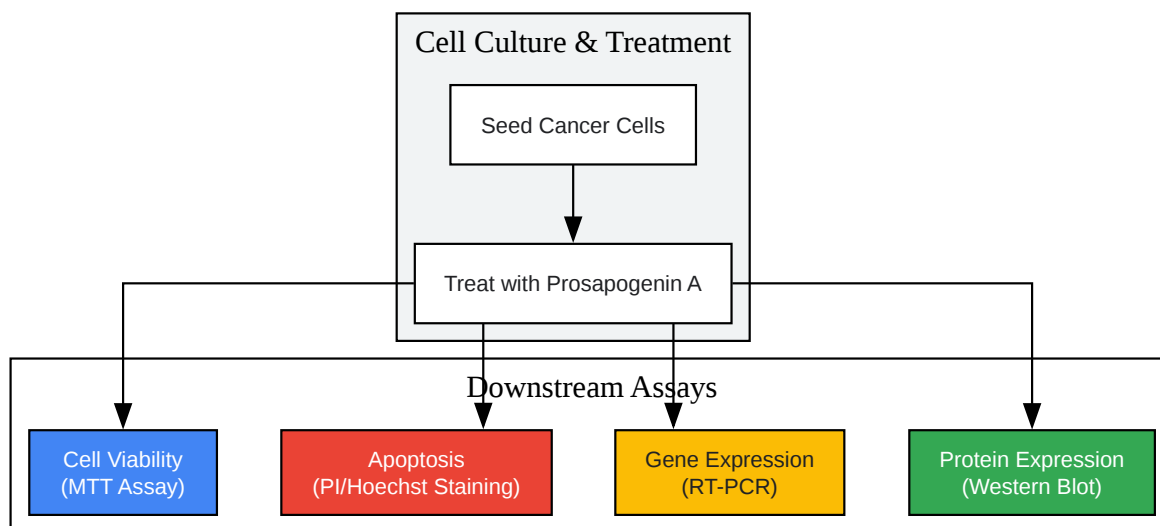 Cell Culture & Treatment
Seed Cancer Cells
Treat with Prosapogenin A
Downstream Assays
Cell Viability
(MTT Assay)
Apoptosis
(PI/Hoechst Staining)
Gene Expression
(RT-PCR)
Protein Expression
(Western Blot)